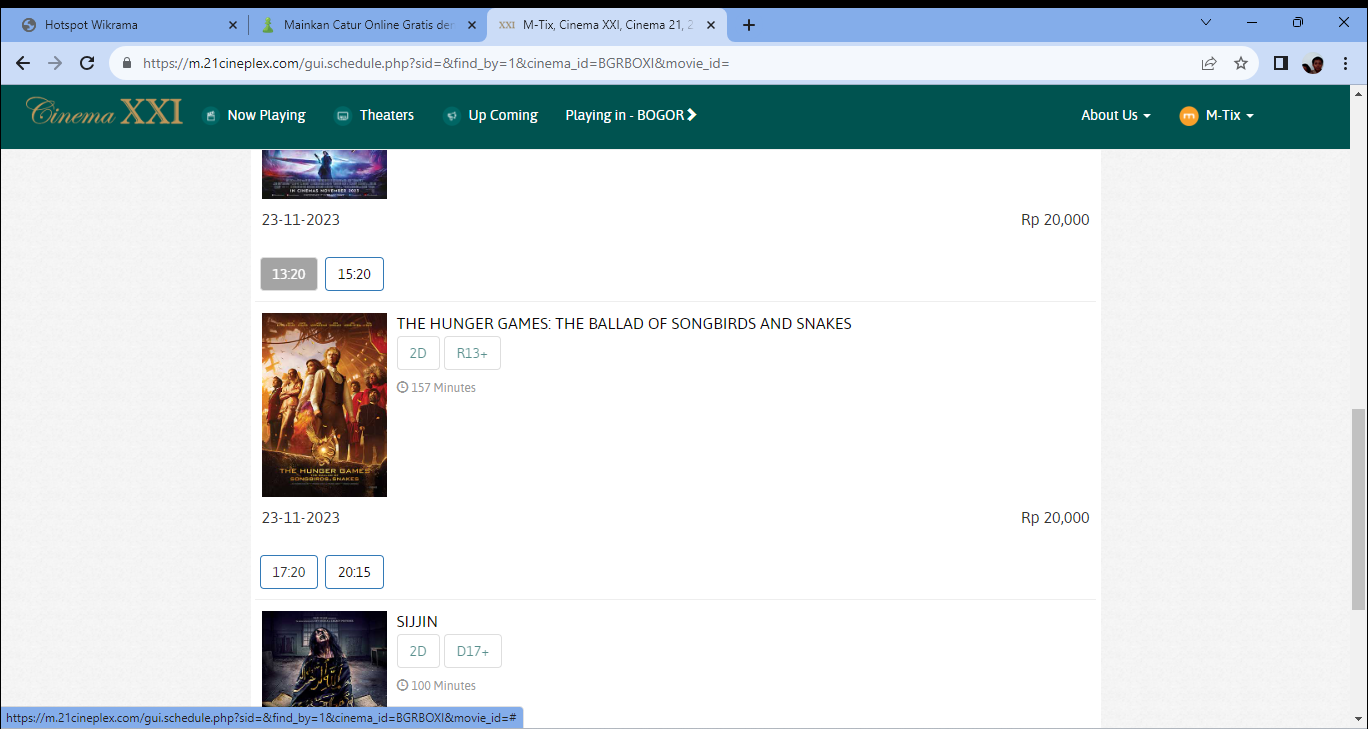 Hotspot Wikrama
Mainkan Catur Online Gratis der
XXI M-Tix, Cinema XXI, Cinema 21, 2
https://m.21cineplex.com/gui.schedule.php?sid=&find_by=1&cinema_id=BGRBOXI&movie_id=
Cinema XXI
Now Playing
Theaters
Up Coming
Playing in - BOGOR
About Us
m M-Tix
IN CINEMAS NOVEMBER 2023
23-11-2023 Rp 20,000
13:20 15:20
THE HUNGER GAMES: THE BALLAD OF SONGBIRDS AND SNAKES
2D R13+
157 Minutes
THE HUNGER GAMES
SONGBIRDS & SNAKES
23-11-2023 Rp 20,000
17:20 20:15
SIJJIN
2D D17+
100 Minutes
https://m.21cineplex.com/gui.schedule.php?sid=&find_by=1&cinema_id=BGRBOXI&movie_id=#